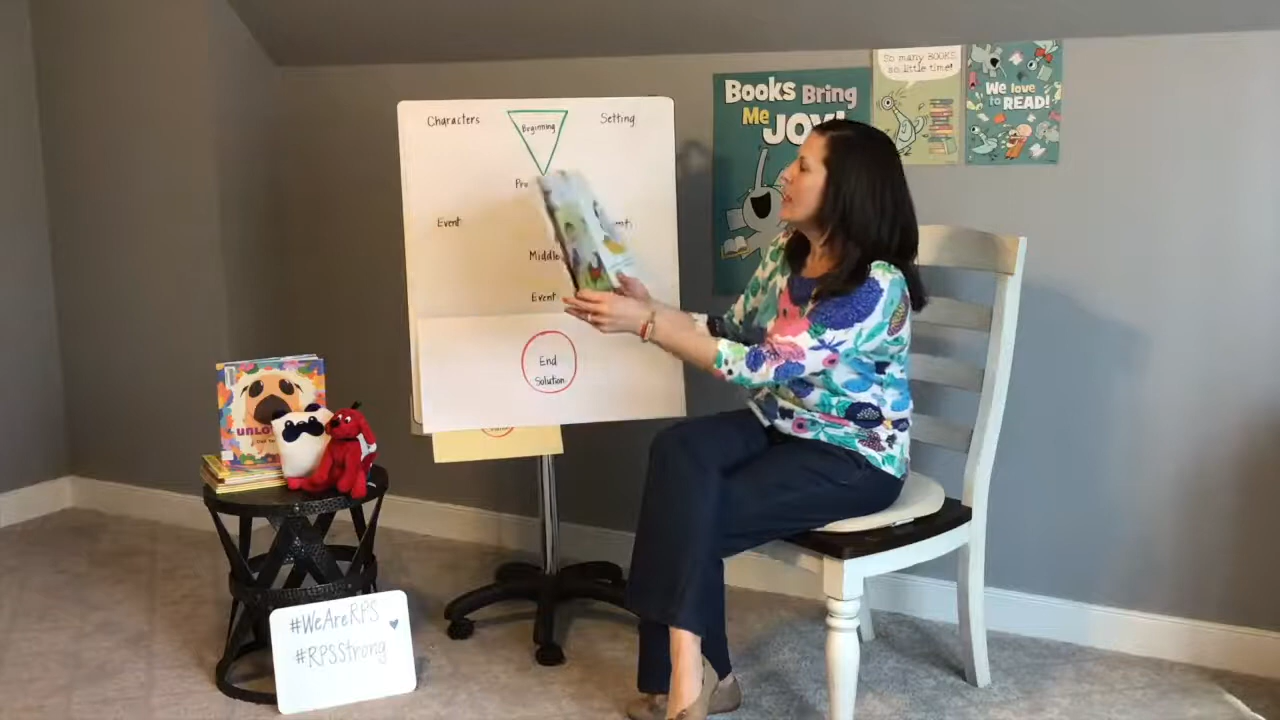 Characters
Beginning
Setting
Event
Middle
Event
End
Solution
Books Bring
Me JOY!
So many BOOKS,
so little time!
We love
to READ!
#WeAreRPS
#RPSStrong